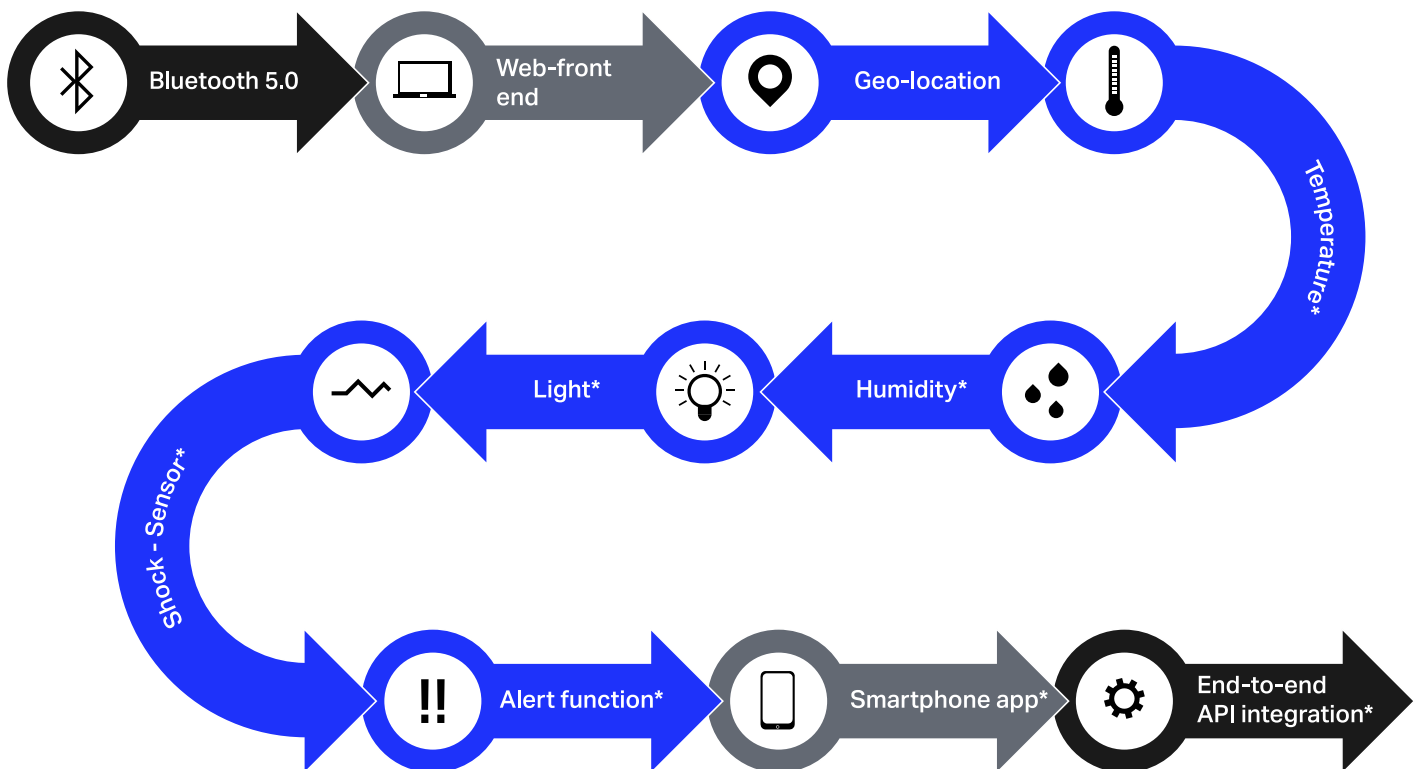 Bluetooth 5.0
Web-front
end
Geo-location
Temperature*
Humidity*
Light*
Shock - Sensor*
Alert function*
Smartphone app*
End-to-end
API integration*